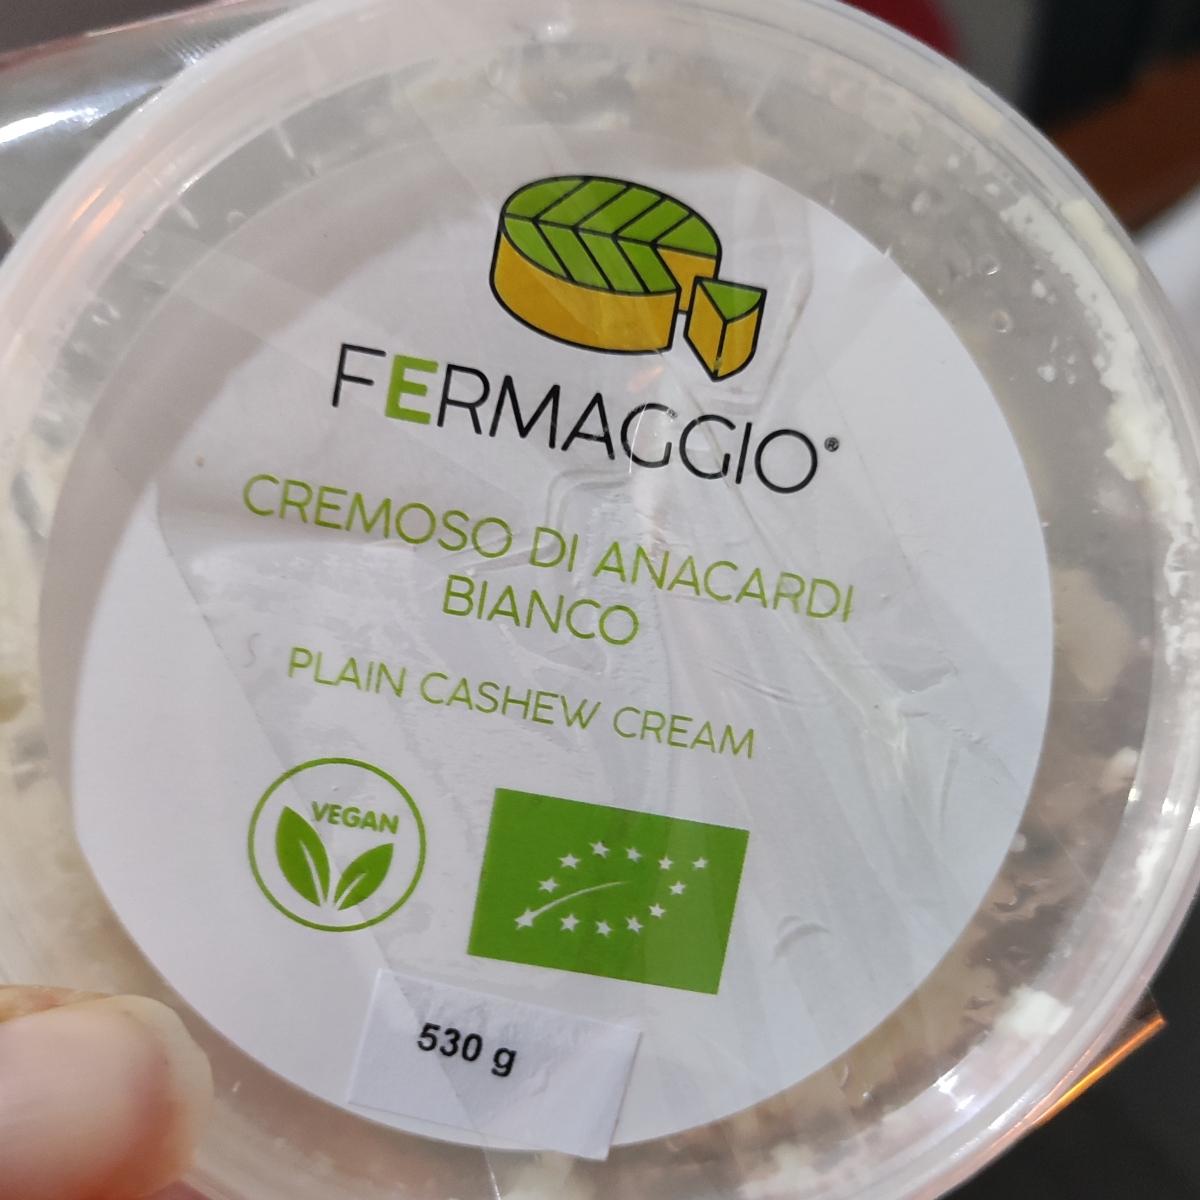 FERMAGGIO®
CREMOSO DI ANACARDI
BIANCO
PLAIN CASHEW CREAM
VEGAN
530 g